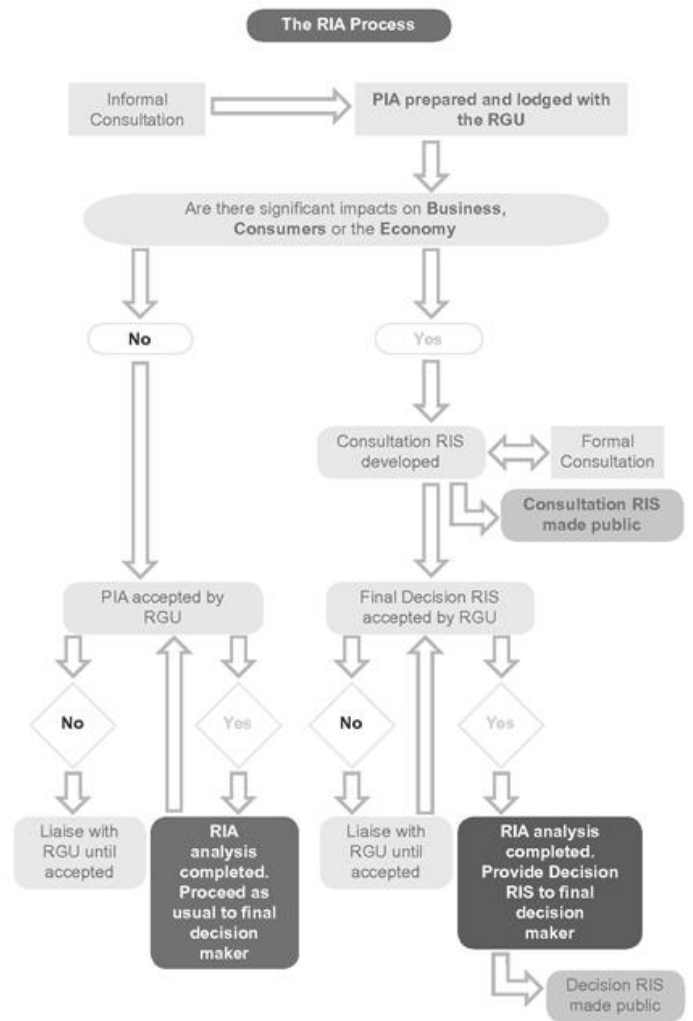 The RIA Process
Informal
Consultation
PIA prepared and lodged with
the RGU
Are there significant impacts on Business,
Consumers or the Economy
No
Yes
Consultation RIS
developed
Formal
Consultation
Consultation RIS
made public
PIA accepted by
RGU
Final Decision RIS
accepted by RGU
No
Yes
No
Yes
Liaise with
RGU until
accepted
RIA
analysis
completed.
Proceed as
usual to final
decision
maker
Liaise with
RGU until
accepted
RIA analysis
completed.
Provide Decision
RIS to final
decision
maker
Decision RIS
made public